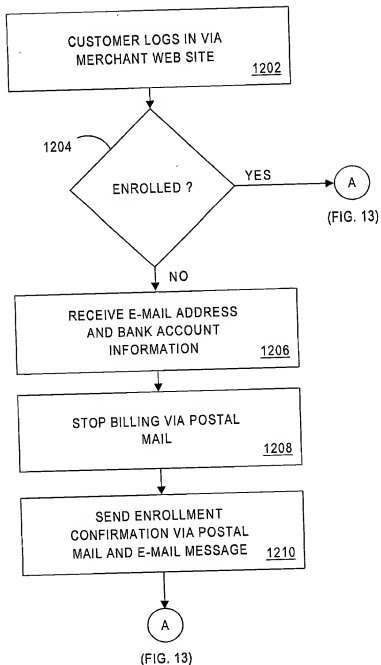 CUSTOMER LOGS IN VIA
MERCHANT WEB SITE
1202
1204
ENROLLED ?
YES
A
(FIG. 13)
NO
RECEIVE E-MAIL ADDRESS
AND BANK ACCOUNT
INFORMATION
1206
STOP BILLING VIA POSTAL
MAIL
1208
SEND ENROLLMENT
CONFIRMATION VIA POSTAL
MAIL AND E-MAIL MESSAGE
1210
A
(FIG. 13)